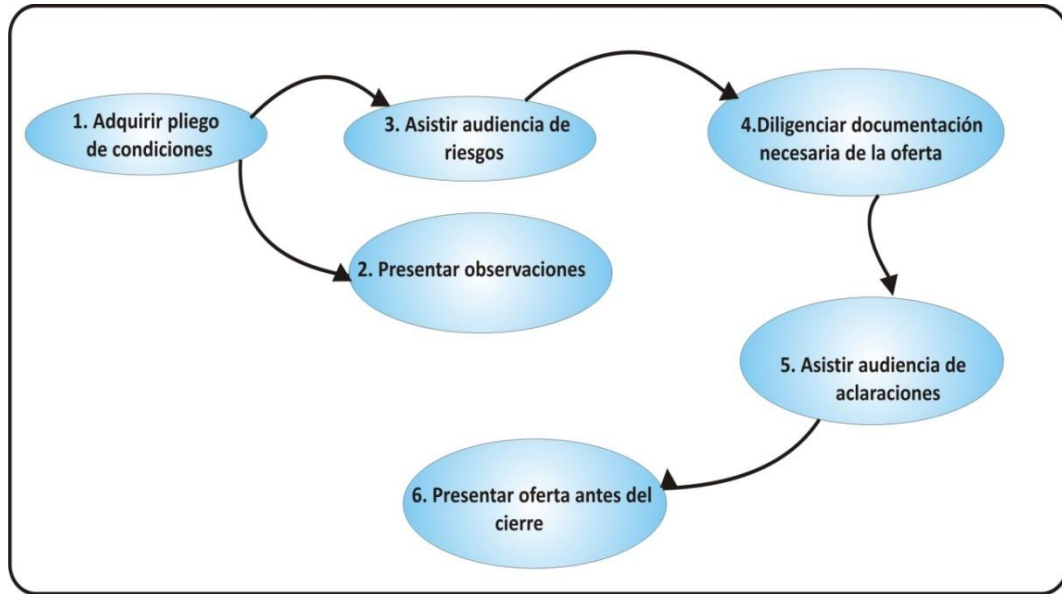 1. Adquirir pliego
de condiciones
3. Asistir audiencia de
riesgos
4.Diligenciar documentación
necesaria de la oferta
2. Presentar observaciones
5. Asistir audiencia de
aclaraciones
6. Presentar oferta antes del
cierre